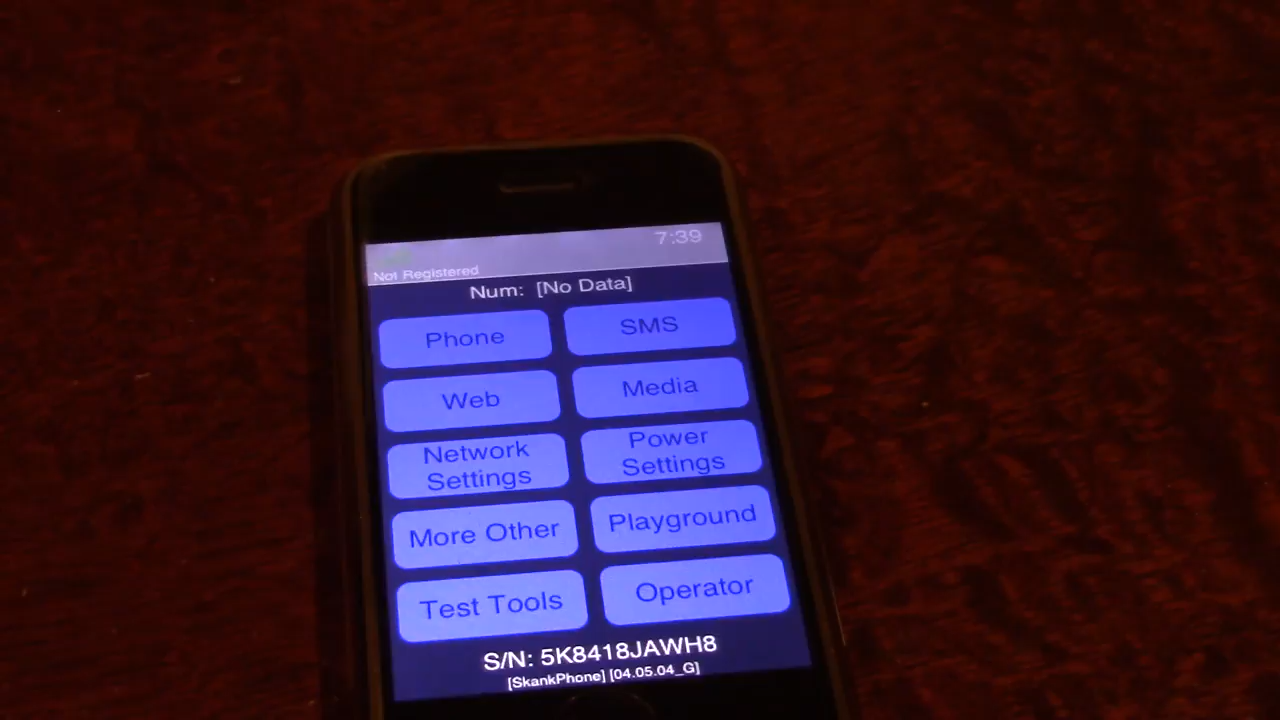 7:39
Not Registered
Num: [No Data]
Phone
SMS
Web
Media
Network
Settings
Power
Settings
More Other
Playground
Test Tools
Operator
S/N: 5K8418JAWH8
[SkankPhone] [04.05.04_G]